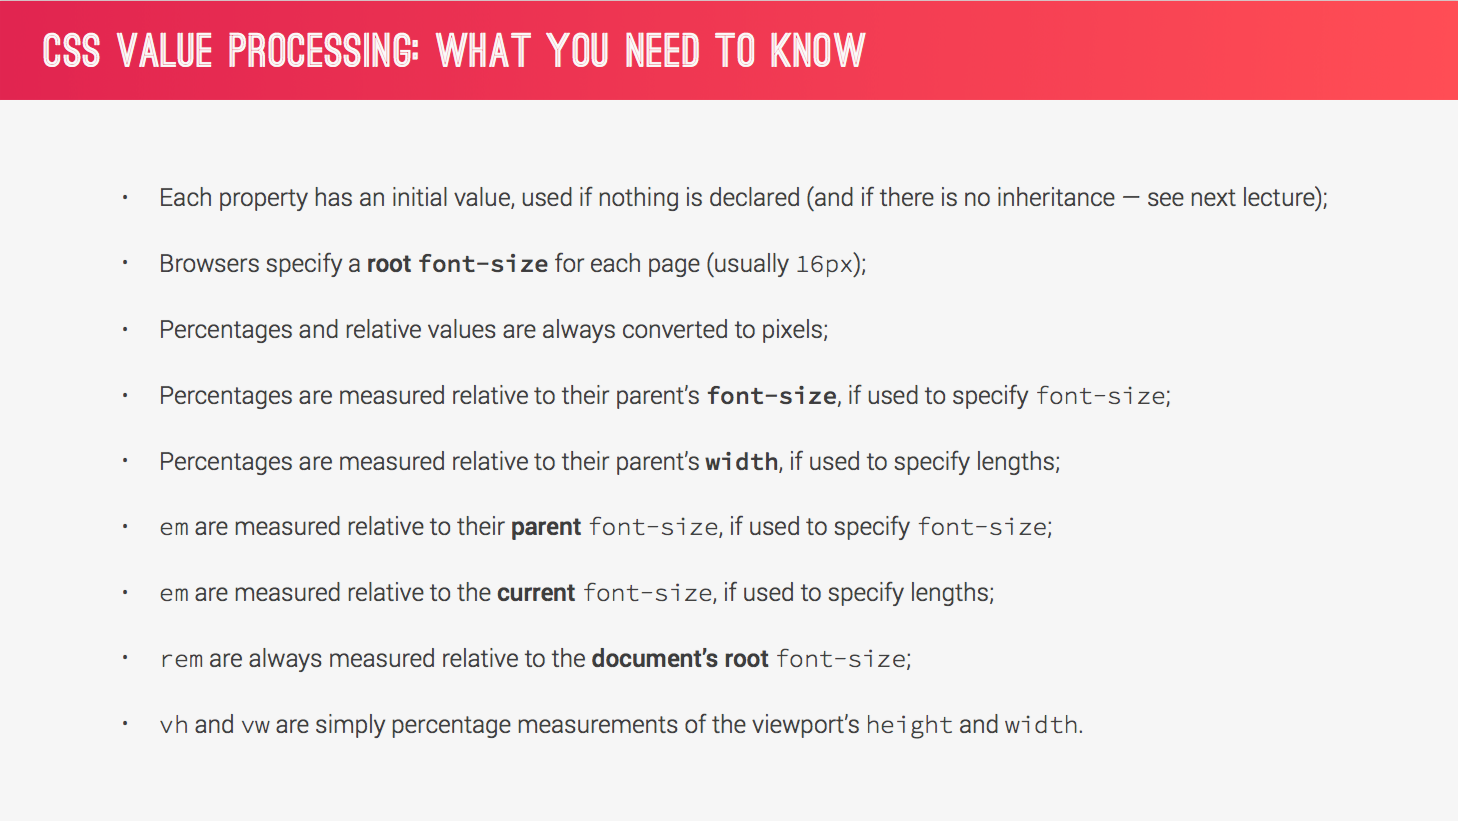 CSS VALUE PROCESSING: WHAT YOU NEED TO KNOW
• Each property has an initial value, used if nothing is declared (and if there is no inheritance — see next lecture);
• Browsers specify a root font-size for each page (usually 16px);
• Percentages and relative values are always converted to pixels;
• Percentages are measured relative to their parent’s font-size, if used to specify font-size;
• Percentages are measured relative to their parent’s width, if used to specify lengths;
• em are measured relative to their parent font-size, if used to specify font-size;
• em are measured relative to the current font-size, if used to specify lengths;
• rem are always measured relative to the document’s root font-size;
• vh and vw are simply percentage measurements of the viewport’s height and width.